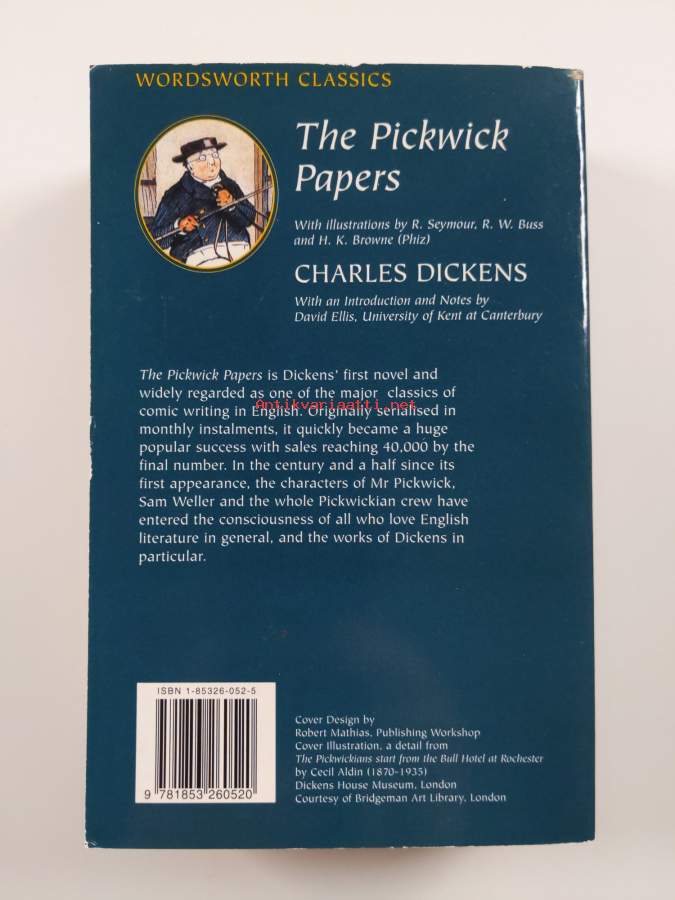 WORDSWORTH CLASSICS
The Pickwick
Papers
With illustrations by R. Seymour, R. W. Buss
and H. K. Browne (Phiz)
CHARLES DICKENS
With an Introduction and Notes by
David Ellis, University of Kent at Canterbury
The Pickwick Papers is Dickens' first novel and
widely regarded as one of the major classics of
Antikvariaatti.net
comic writing in English. Originally serialised in
monthly instalments, it quickly became a huge
popular success with sales reaching 40,000 by the
final number. In the century and a half since its
first appearance, the characters of Mr Pickwick,
Sam Weller and the whole Pickwickian crew have
entered the consciousness of all who love English
literature in general, and the works of Dickens in
particular.
ISBN 1-85326-052-5
9 781853 260520
Cover Design by
Robert Mathias, Publishing Workshop
Cover Illustration, a detail from
The Pickwickians start from the Bull Hotel at Rochester
by Cecil Aldin (1870-1935)
Dickens House Museum, London
Courtesy of Bridgeman Art Library, London